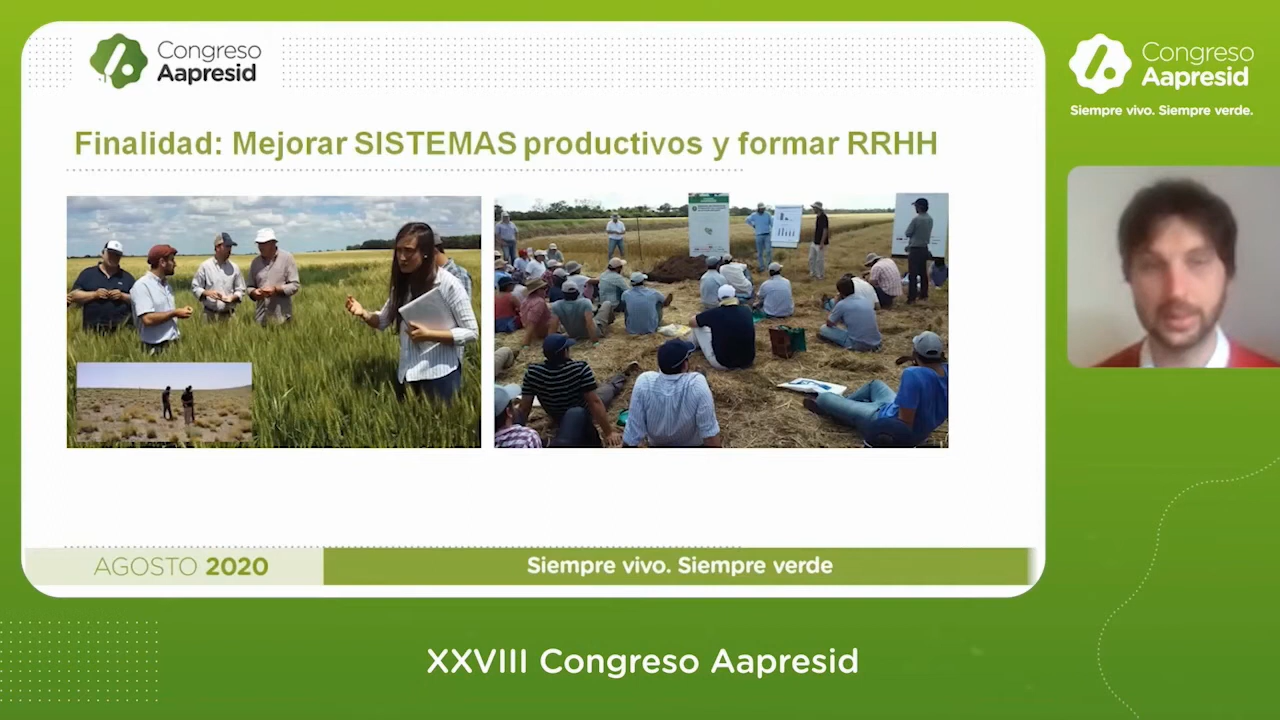 Congreso
Aapresid
Finalidad: Mejorar SISTEMAS productivos y formar RRHH
AGOSTO 2020
Siempre vivo. Siempre verde
Congreso
Aapresid
Siempre vivo. Siempre verde.
XXVIII Congreso Aapresid